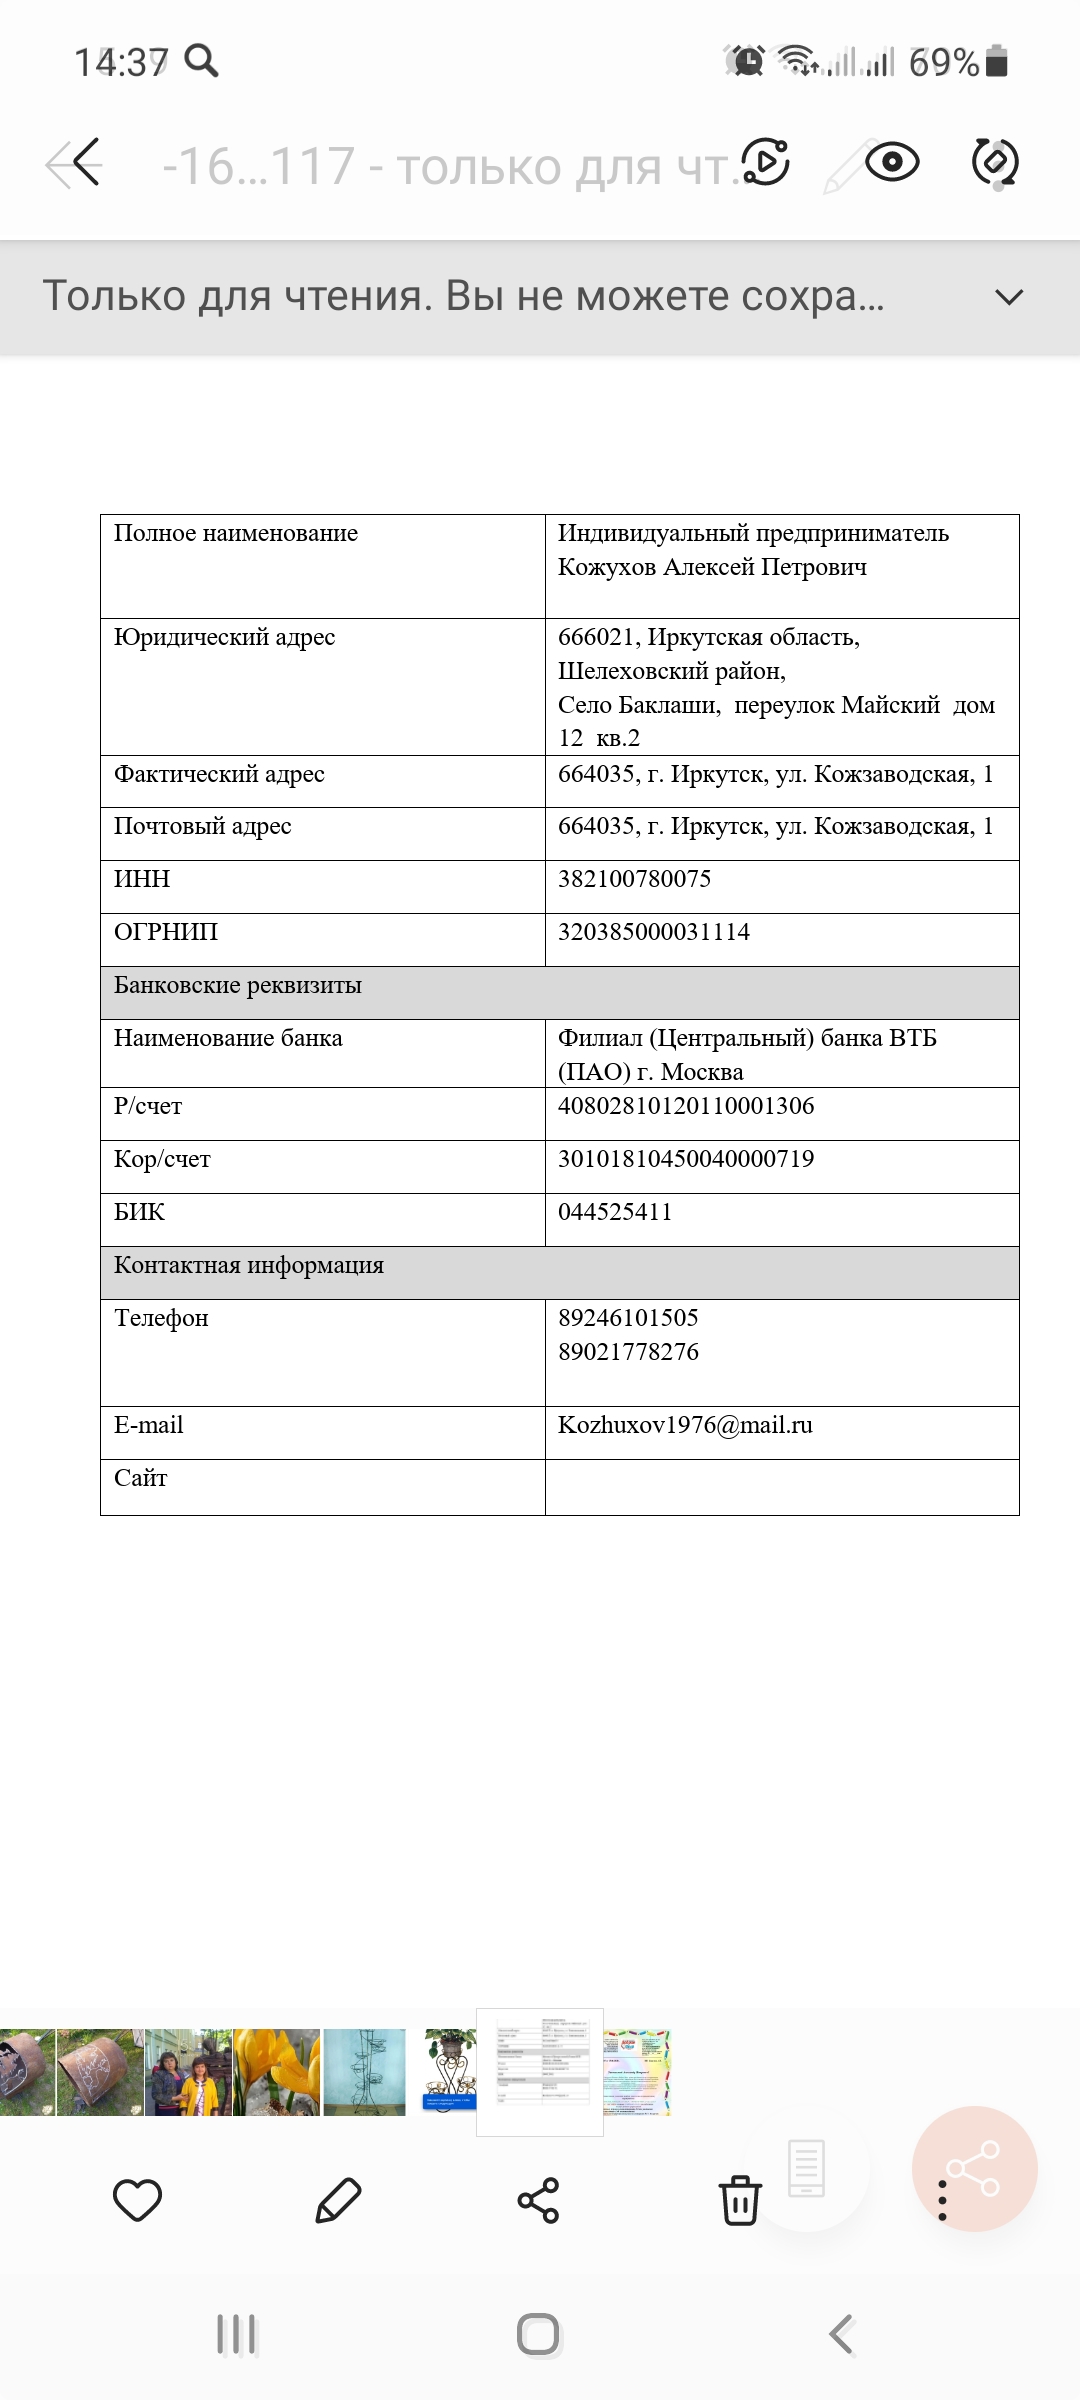 14:37
69%
-16...117 - только для чт..
Только для чтения. Вы не можете сохра...
Полное наименование
Индивидуальный предприниматель
Кожухов Алексей Петрович
Юридический адрес
666021, Иркутская область,
Шелеховский район,
Село Баклаши, переулок Майский дом
12 кв.2
Фактический адрес
664035, г. Иркутск, ул. Кожзаводская, 1
Почтовый адрес
664035, г. Иркутск, ул. Кожзаводская, 1
ИНН
382100780075
ОГРНИП
320385000031114
Банковские реквизиты
Наименование банка
Филиал (Центральный) банка ВТБ
(ПАО) г. Москва
Р/счет
40802810120110001306
Кор/счет
30101810450040000719
БИК
044525411
Контактная информация
Телефон
89246101505
89021778276
E-mail
Kozhuxov1976@mail.ru
Сайт